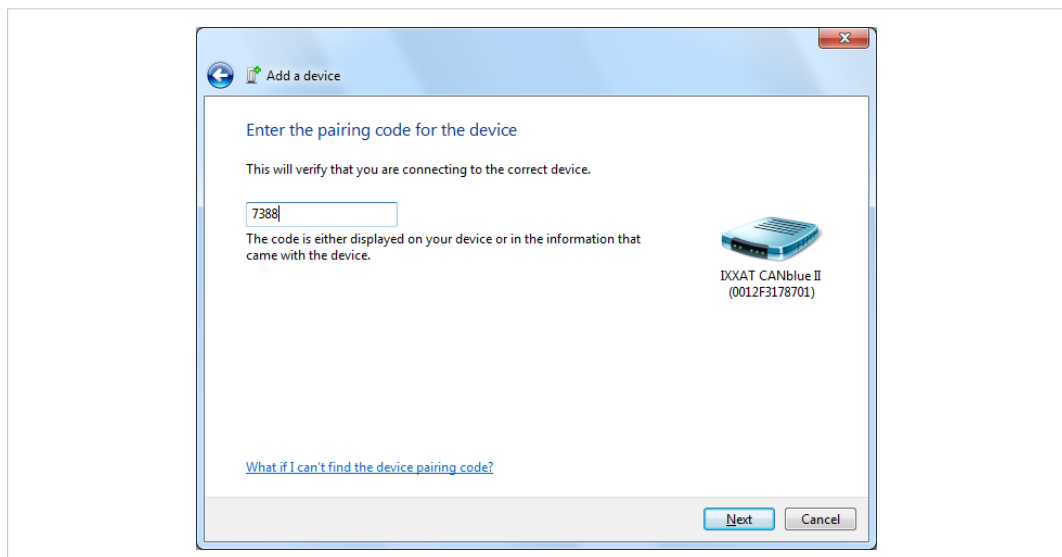 Add a device
Enter the pairing code for the device
This will verify that you are connecting to the correct device.
7388
The code is either displayed on your device or in the information that
came with the device.
IXXAT CANblue II
(0012F3178701)
What if I can't find the device pairing code?
Next
Cancel